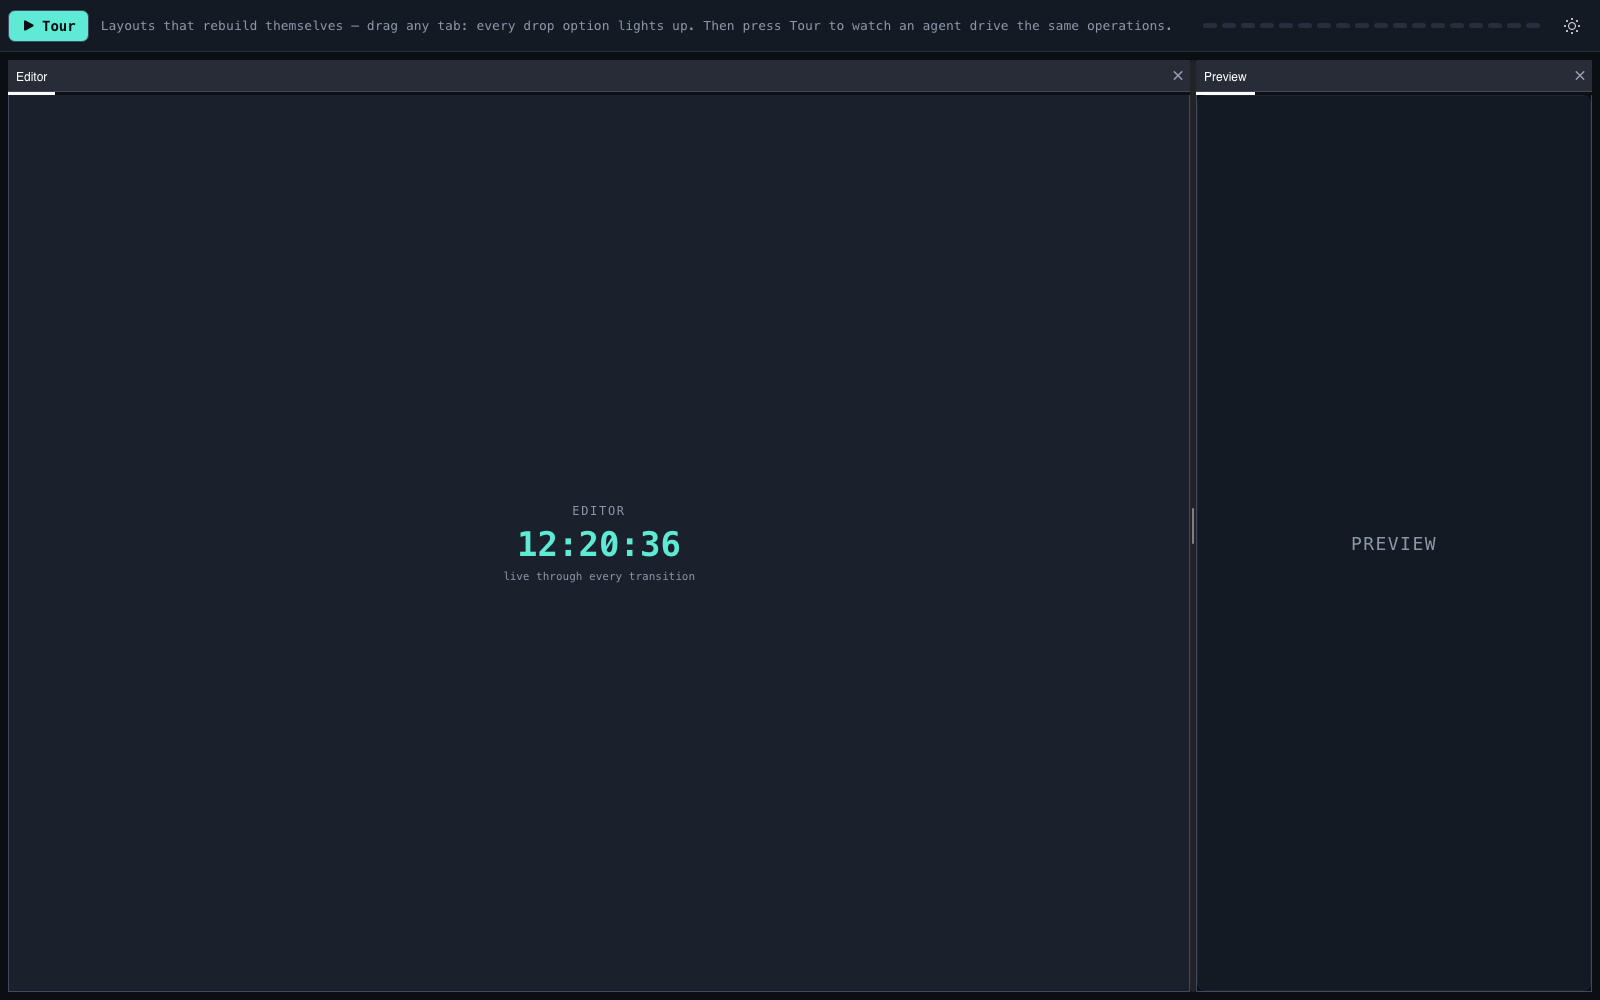 Tour
Layouts that rebuild themselves — drag any tab: every drop option lights up. Then press Tour to watch an agent drive the same operations.
Editor
Preview
EDITOR
12:20:36
live through every transition
PREVIEW